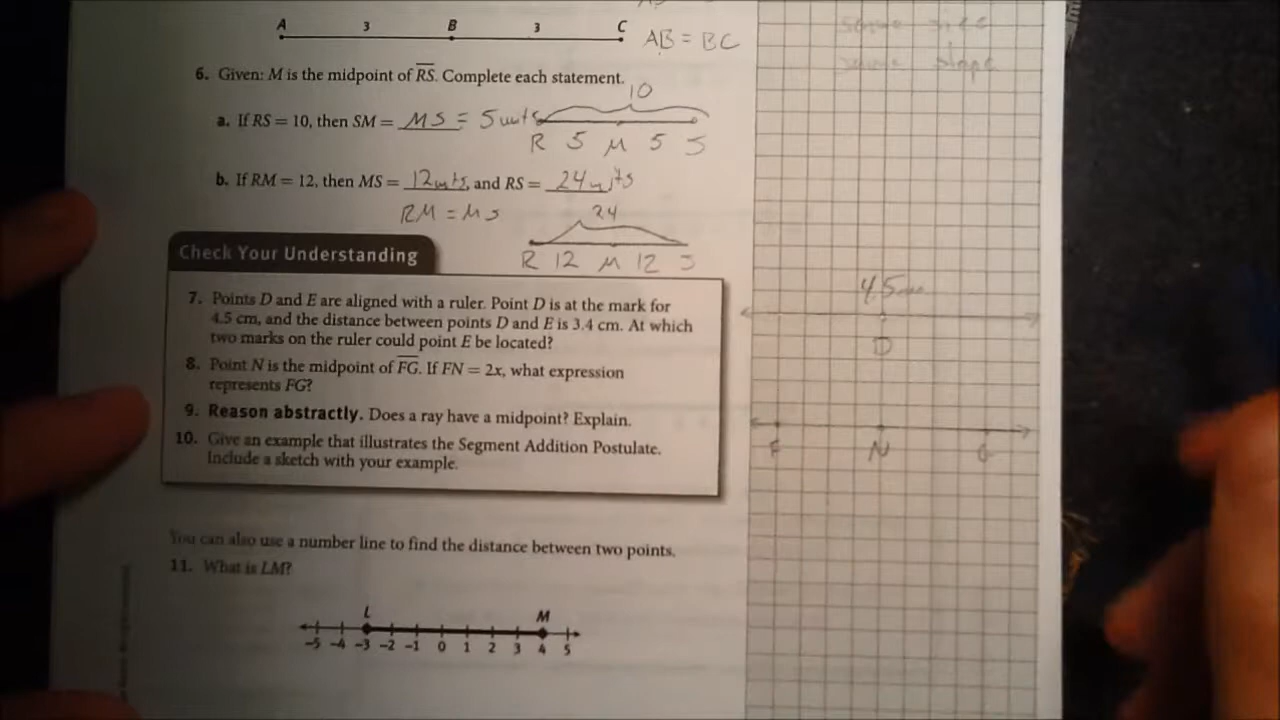 A 3 B 3 C
AB = BC
same size
same slope
6. Given: M is the midpoint of RS. Complete each statement.
10
a. If RS = 10, then SM = MS = 5 units
R 5 M 5 S
b. If RM = 12, then MS = 12 units, and RS = 24 units
RM = MS
24
R 12 M 12 S
Check Your Understanding
7. Points D and E are aligned with a ruler. Point D is at the mark for
4.5 cm, and the distance between points D and E is 3.4 cm. At which
two marks on the ruler could point E be located?
8. Point N is the midpoint of FG. If FN = 2x, what expression
represents FG?
9. Reason abstractly. Does a ray have a midpoint? Explain.
10. Give an example that illustrates the Segment Addition Postulate.
Include a sketch with your example.
4.5cm
D
F N G
You can also use a number line to find the distance between two points.
11. What is LM?
L M
-5 -4 -3 -2 -1 0 1 2 3 4 5